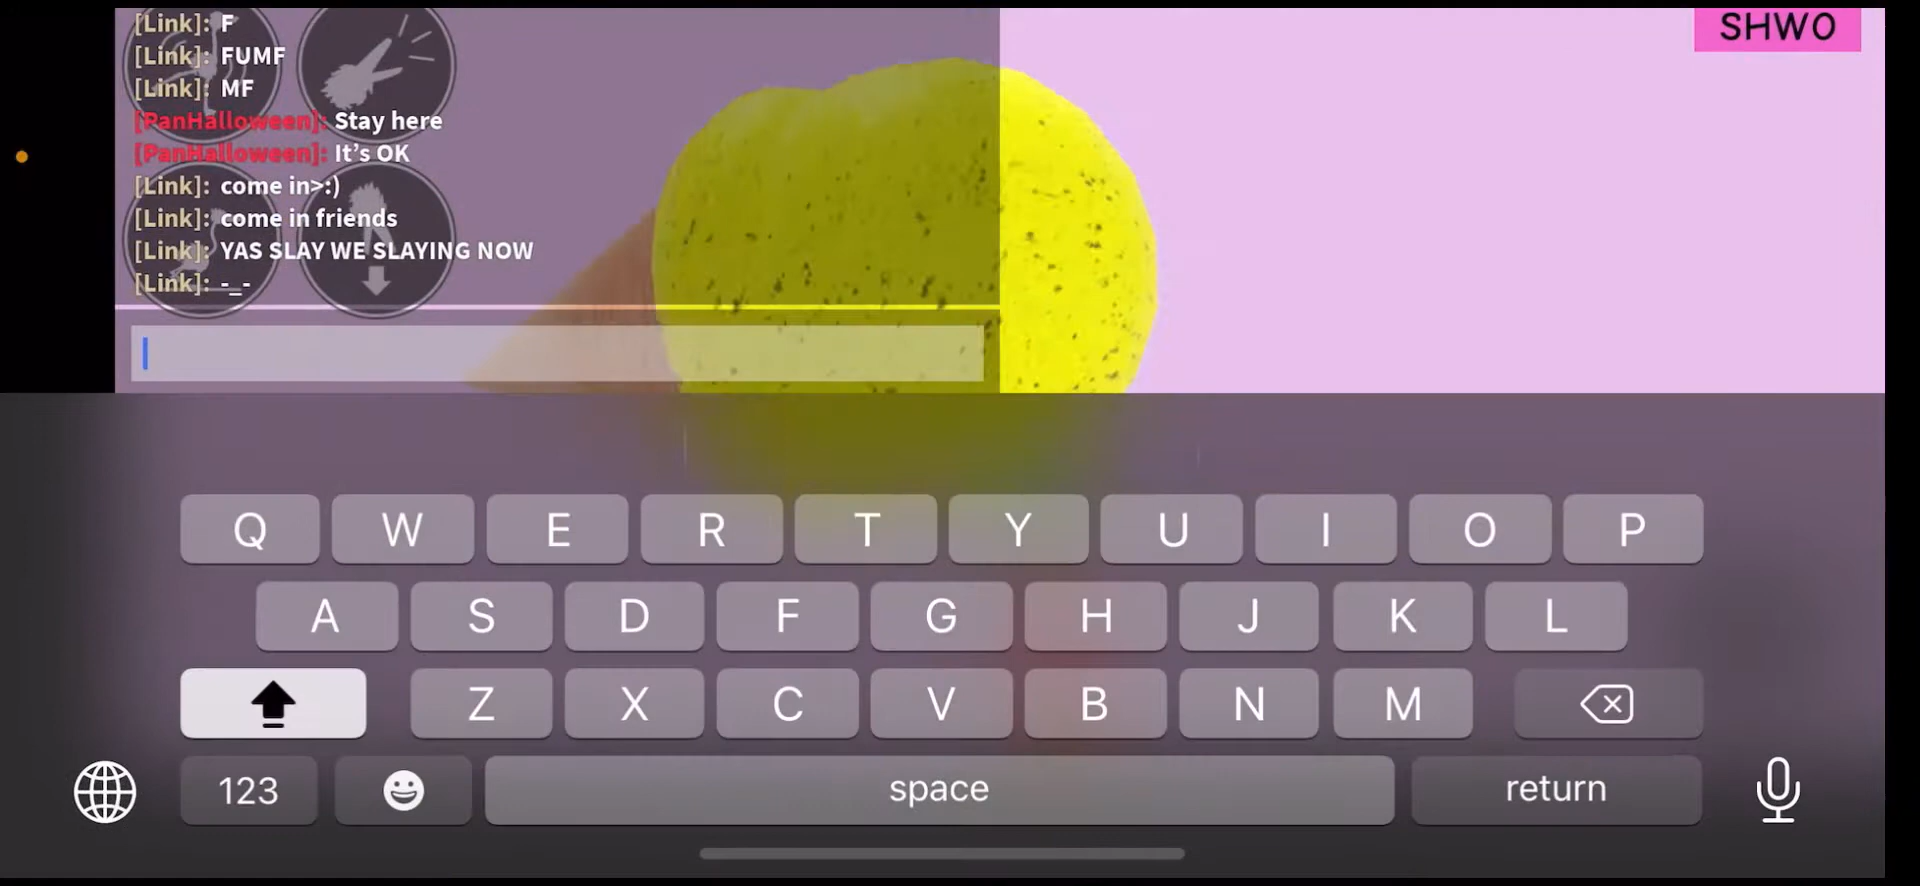 [Link]: F
[Link]: FUMF
[Link]: MF
[PanHalloween]: Stay here
[PanHalloween]: It's OK
[Link]: come in>:)
[Link]: come in friends
[Link]: YAS SLAY WE SLAYING NOW
[Link]: -_-
SHWO
Q W E R T Y U I O P
A S D F G H J K L
Z X C V B N M
123 space return